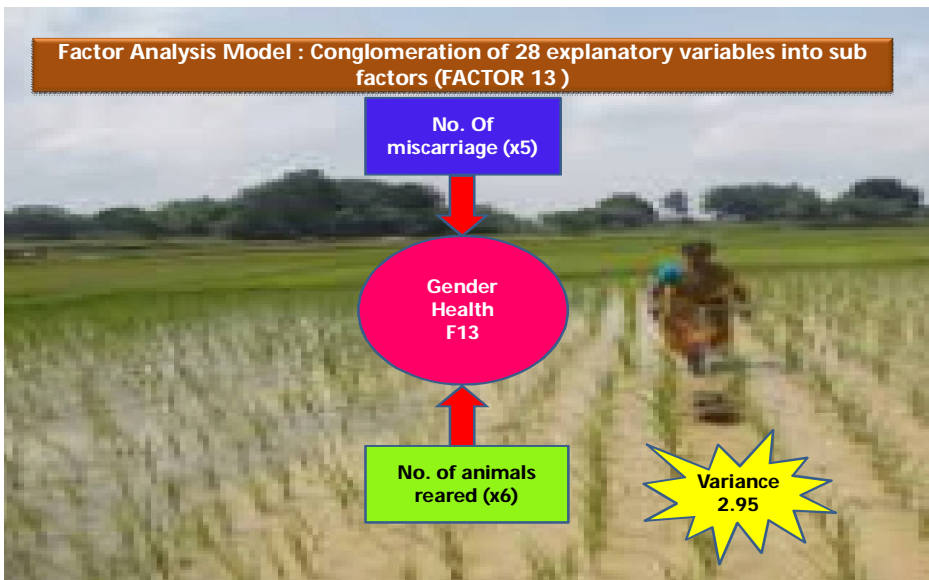 Factor Analysis Model : Conglomeration of 28 explanatory variables into sub
factors (FACTOR 13 )
No. Of
miscarriage (x5)
Gender
Health
F13
No. of animals
reared (x6)
Variance
2.95